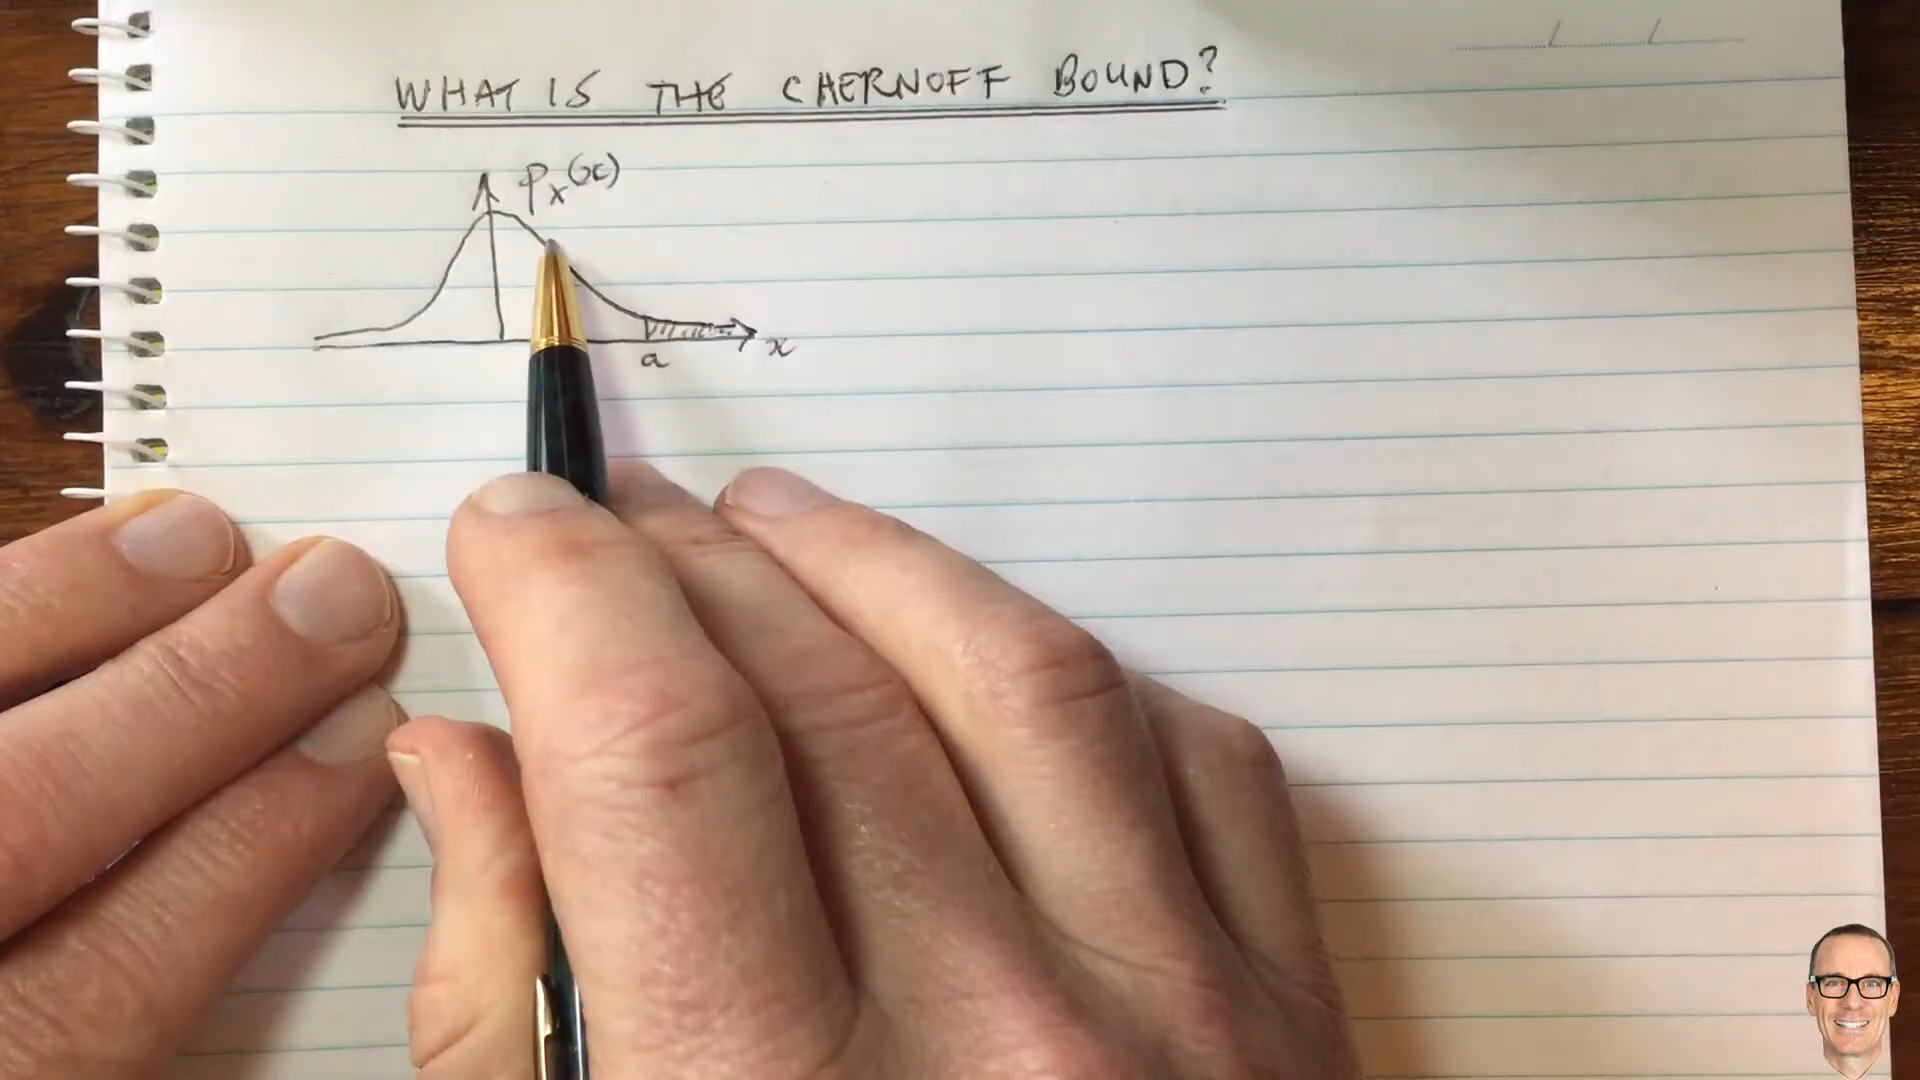 WHAT IS THE CHERNOFF BOUND?
pₓ(x)
a
x